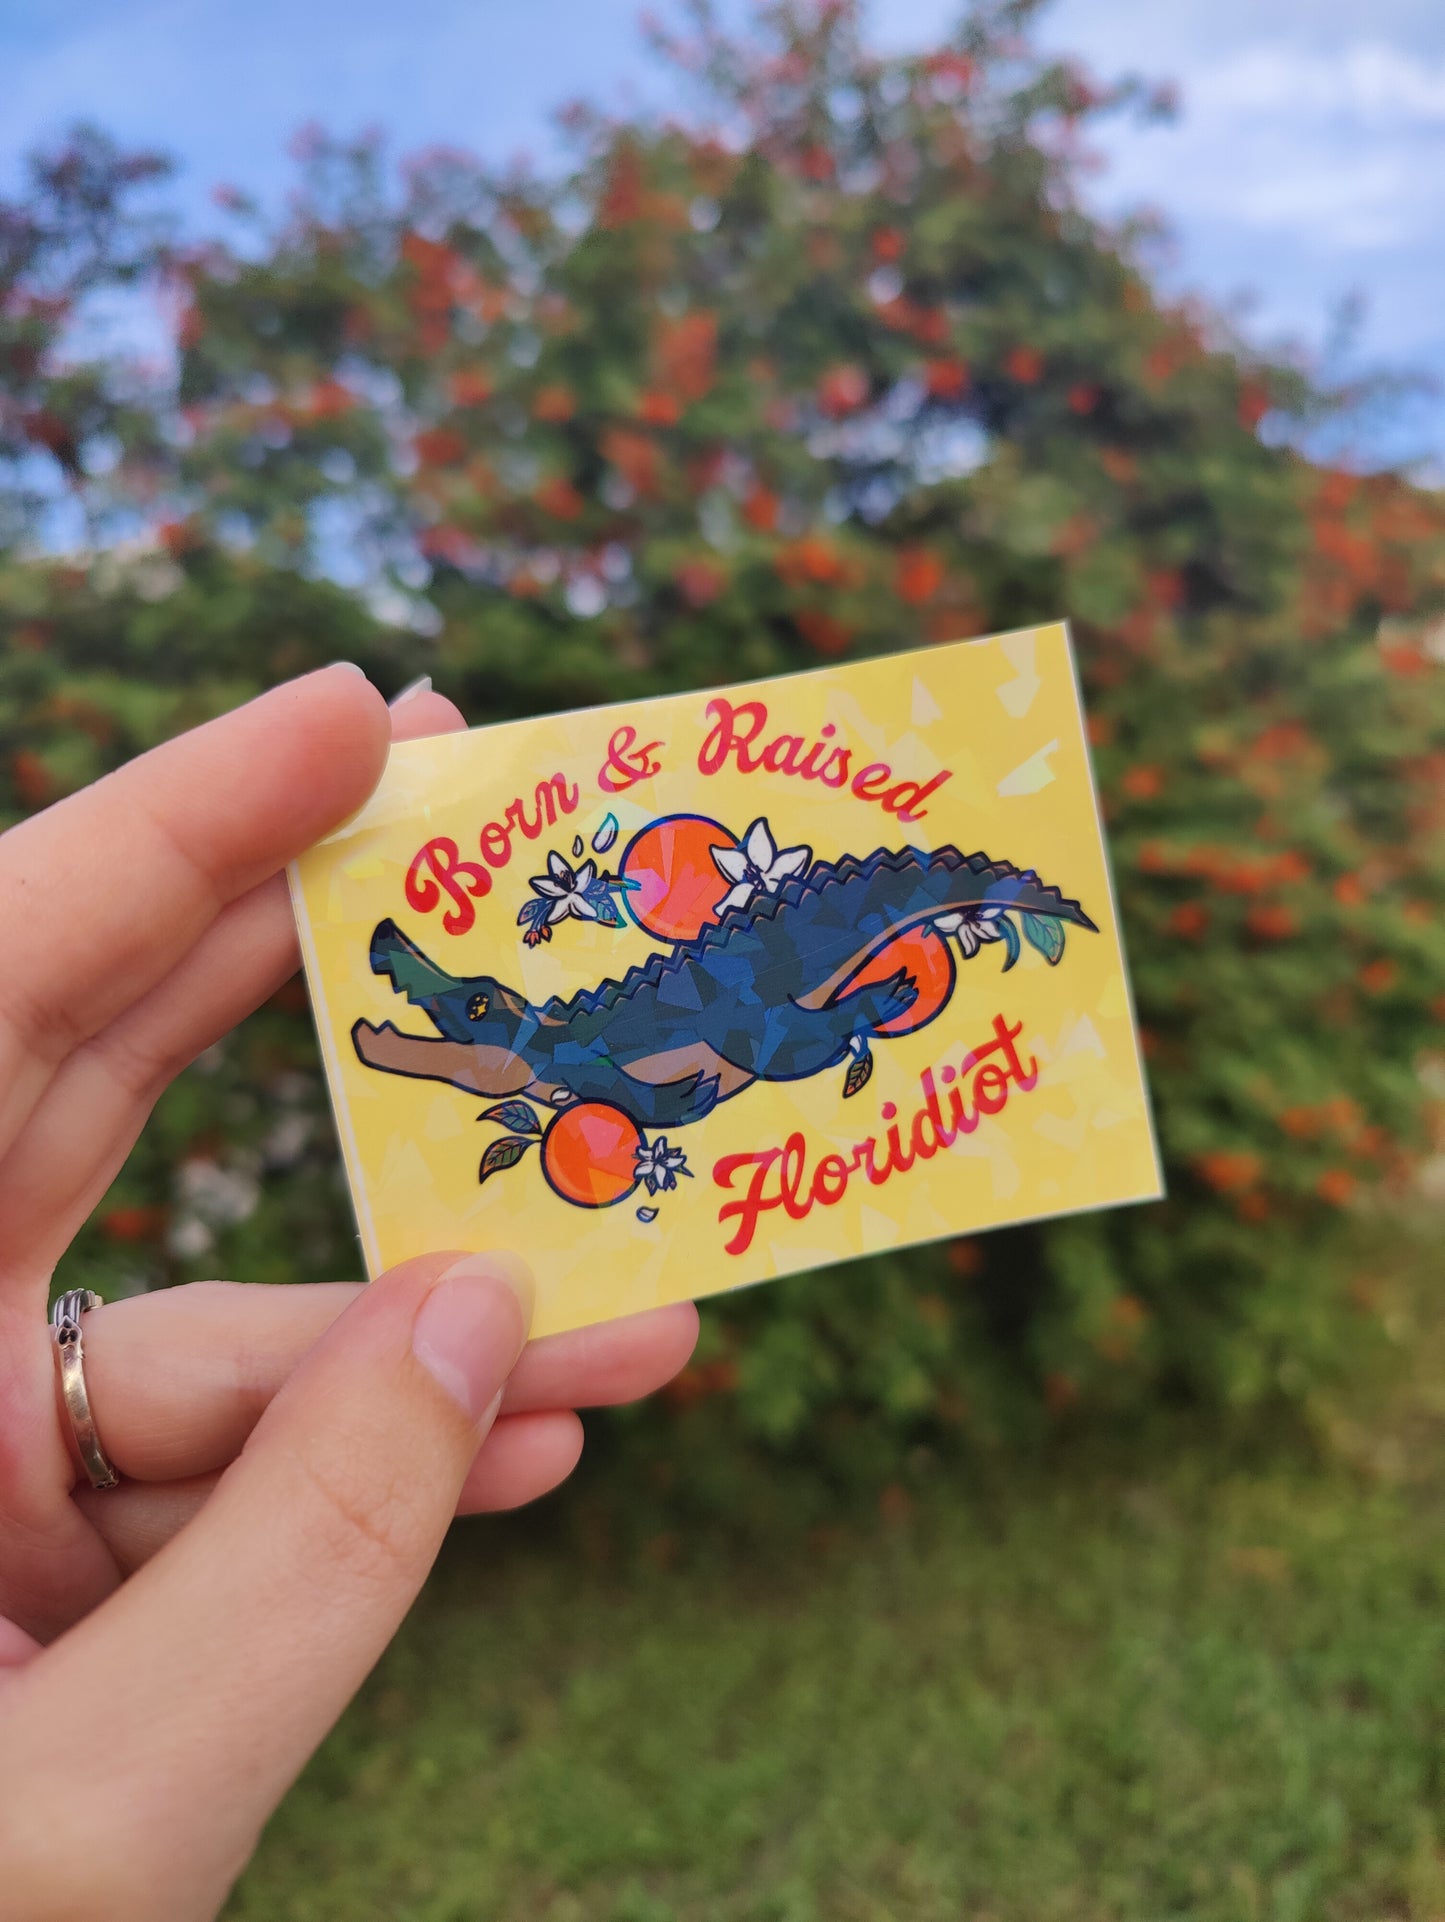 Born & Raised
Floridiot